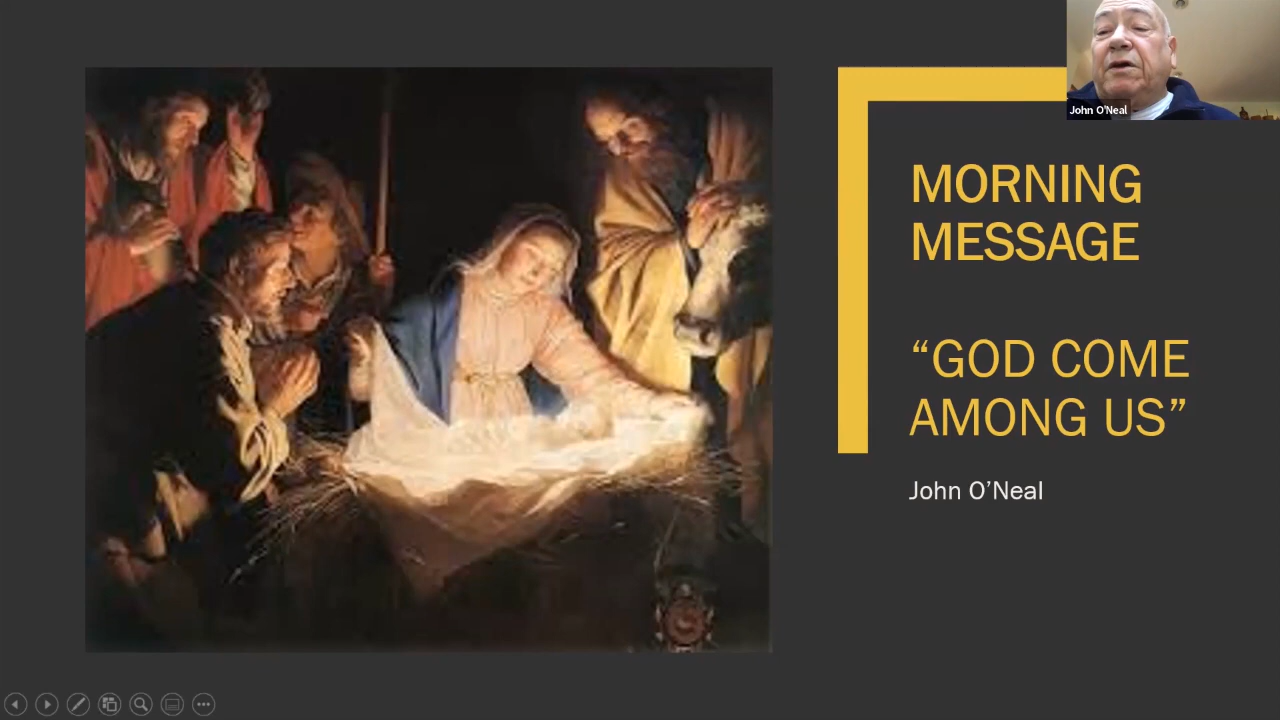 John O'Neal
MORNING
MESSAGE
“GOD COME
AMONG US”
John O’Neal